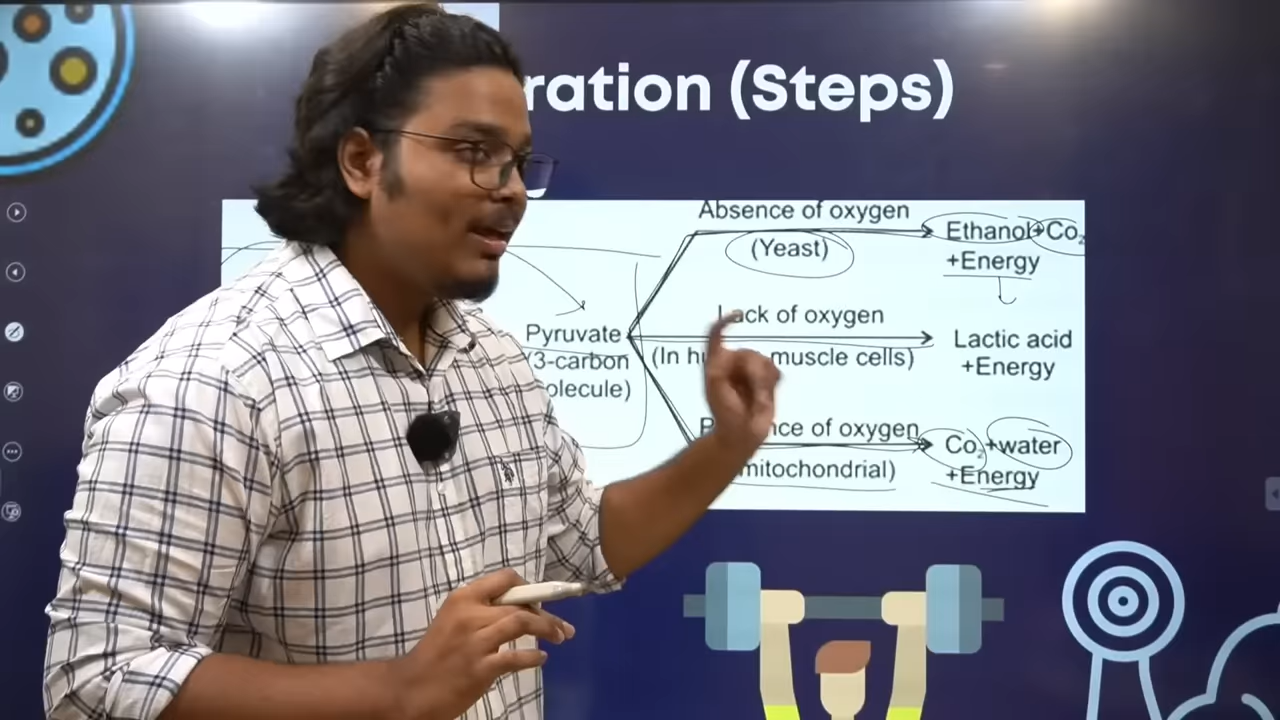 ration (Steps)
Absence of oxygen
(Yeast)
Ethanol+Co2
+Energy
Pyruvate
(3-carbon
olecule)
Lack of oxygen
(In muscle cells)
Lactic acid
+Energy
of oxygen
mitochondrial)
Co2+water
+Energy